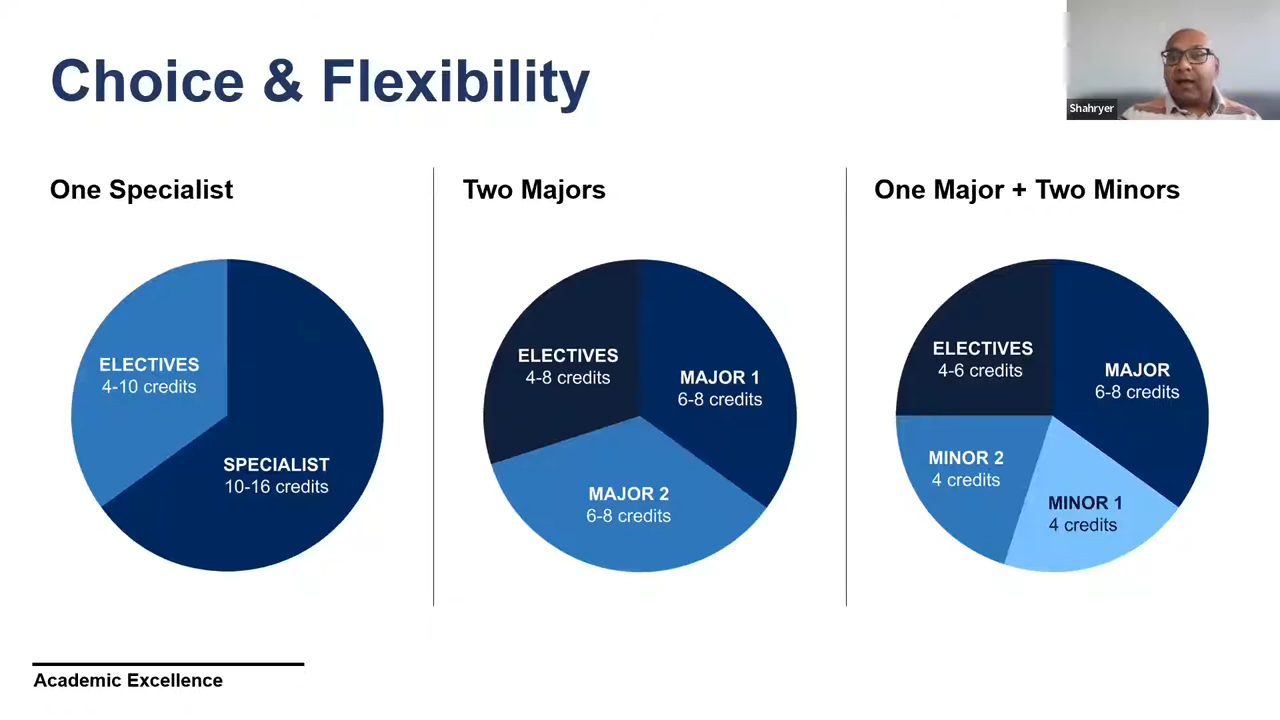 Choice & Flexibility
Shahryer
One Specialist
ELECTIVES
4-10 credits
SPECIALIST
10-16 credits
Two Majors
ELECTIVES
4-8 credits
MAJOR 1
6-8 credits
MAJOR 2
6-8 credits
One Major + Two Minors
ELECTIVES
4-6 credits
MAJOR
6-8 credits
MINOR 2
4 credits
MINOR 1
4 credits
Academic Excellence